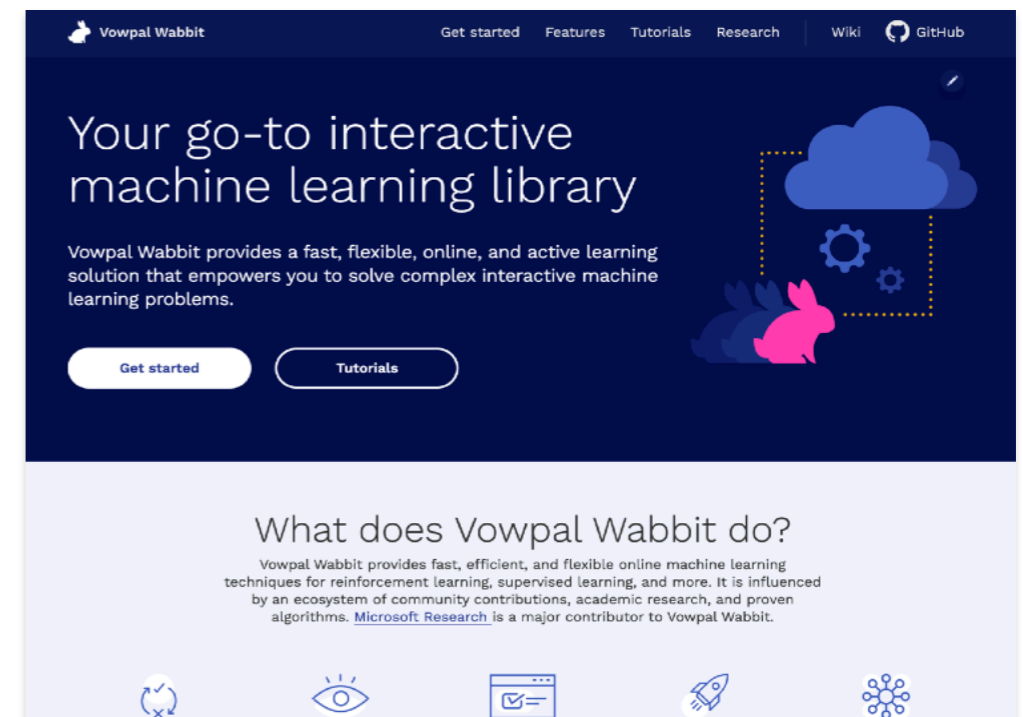 Vowpal Wabbit
Get started
Features
Tutorials
Research
Wiki
GitHub
Your go-to interactive
machine learning library
Vowpal Wabbit provides a fast, flexible, online, and active learning
solution that empowers you to solve complex interactive machine
learning problems.
Get started
Tutorials
What does Vowpal Wabbit do?
Vowpal Wabbit provides fast, efficient, and flexible online machine learning
techniques for reinforcement learning, supervised learning, and more. It is influenced
by an ecosystem of community contributions, academic research, and proven
algorithms. Microsoft Research is a major contributor to Vowpal Wabbit.